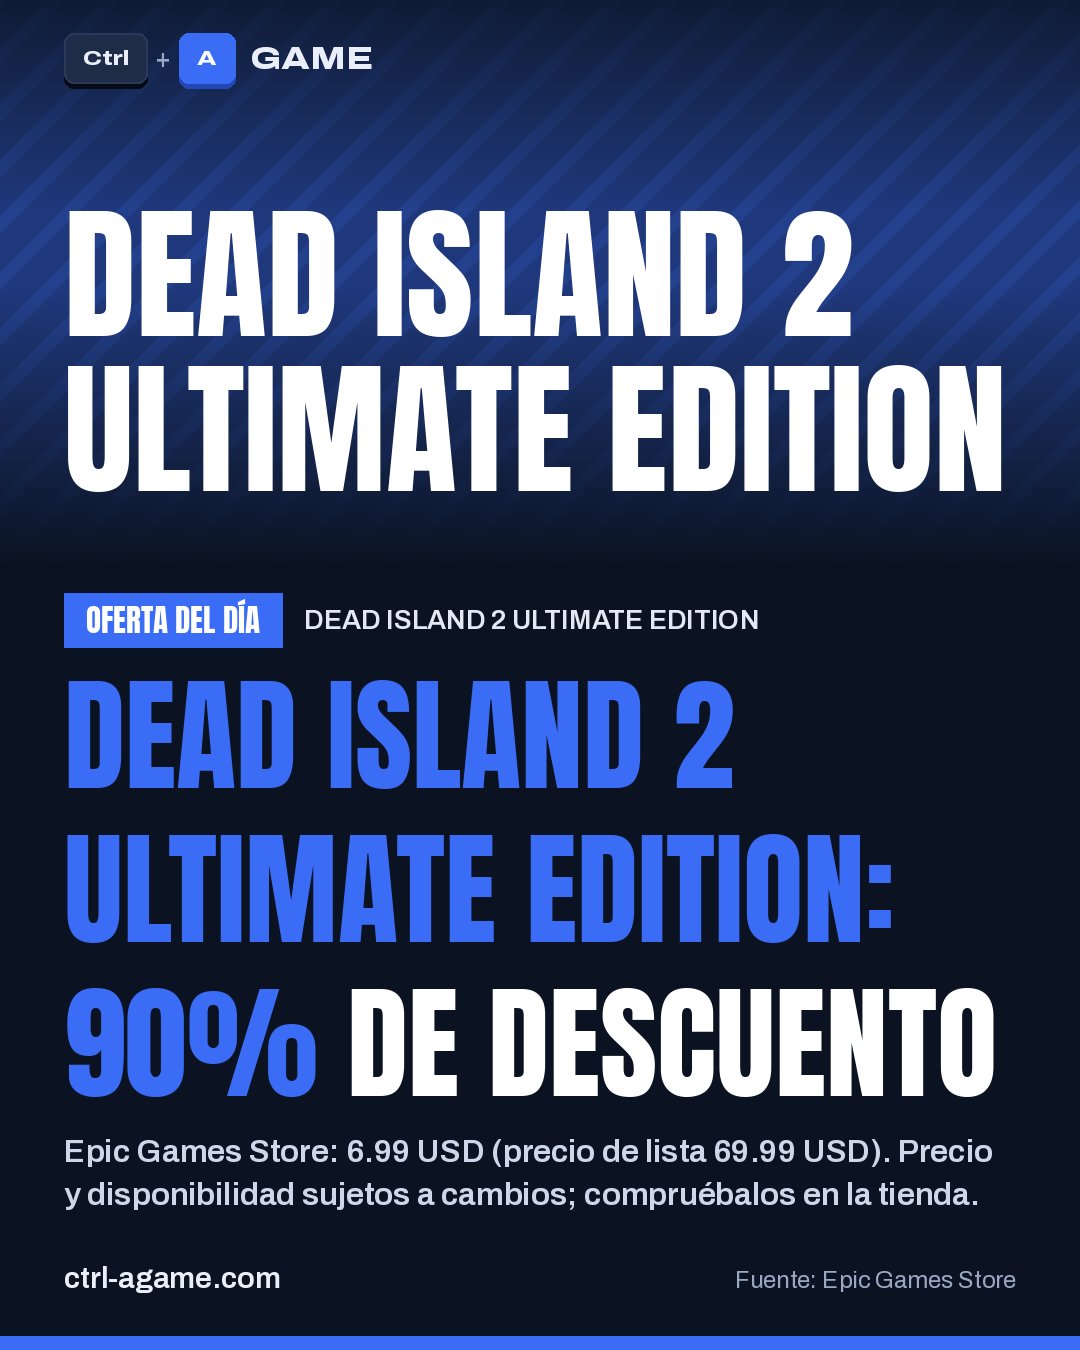 Ctrl + A GAME
DEAD ISLAND 2
ULTIMATE EDITION
OFERTA DEL DÍA DEAD ISLAND 2 ULTIMATE EDITION
DEAD ISLAND 2
ULTIMATE EDITION:
90% DE DESCUENTO
Epic Games Store: 6.99 USD (precio de lista 69.99 USD). Precio
y disponibilidad sujetos a cambios; compruébalos en la tienda.
ctrl-agame.com Fuente: Epic Games Store